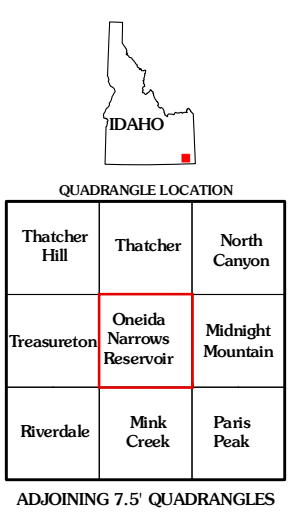 IDAHO
QUADRANGLE LOCATION
Thatcher
Hill
Thatcher
North
Canyon
Treasureton
Oneida
Narrows
Reservoir
Midnight
Mountain
Riverdale
Mink
Creek
Paris
Peak
ADJOINING 7.5' QUADRANGLES